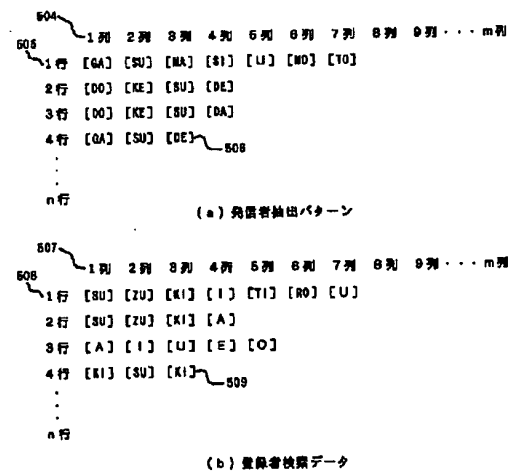 504
1列 2列 3列 4列 5列 6列 7列 8列 9列・・・m列
505
1行 [GA] [SU] [MA] [SI] [LI] [MO] [TO]
2行 [DO] [KE] [SU] [DE]
3行 [DO] [KE] [SU] [DA]
4行 [GA] [SU] [DE] 506
n行
(a) 発信者抽出パターン
507
1列 2列 3列 4列 5列 6列 7列 8列 9列・・・m列
508
1行 [SU] [ZU] [KI] [I] [TI] [RO] [U]
2行 [SU] [ZU] [KI] [A]
3行 [A] [I] [U] [E] [O]
4行 [KI] [SU] [KI] 509
n行
(b) 登録者検索データ